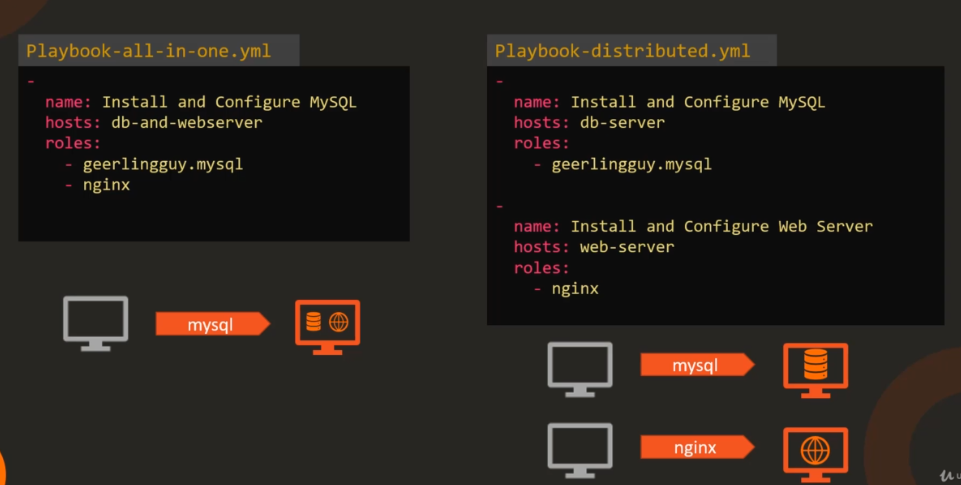 Playbook-all-in-one.yml
-
name: Install and Configure MySQL
hosts: db-and-webserver
roles:
- geerlingguy.mysql
- nginx
mysql
Playbook-distributed.yml
-
name: Install and Configure MySQL
hosts: db-server
roles:
- geerlingguy.mysql
-
name: Install and Configure Web Server
hosts: web-server
roles:
- nginx
mysql
nginx